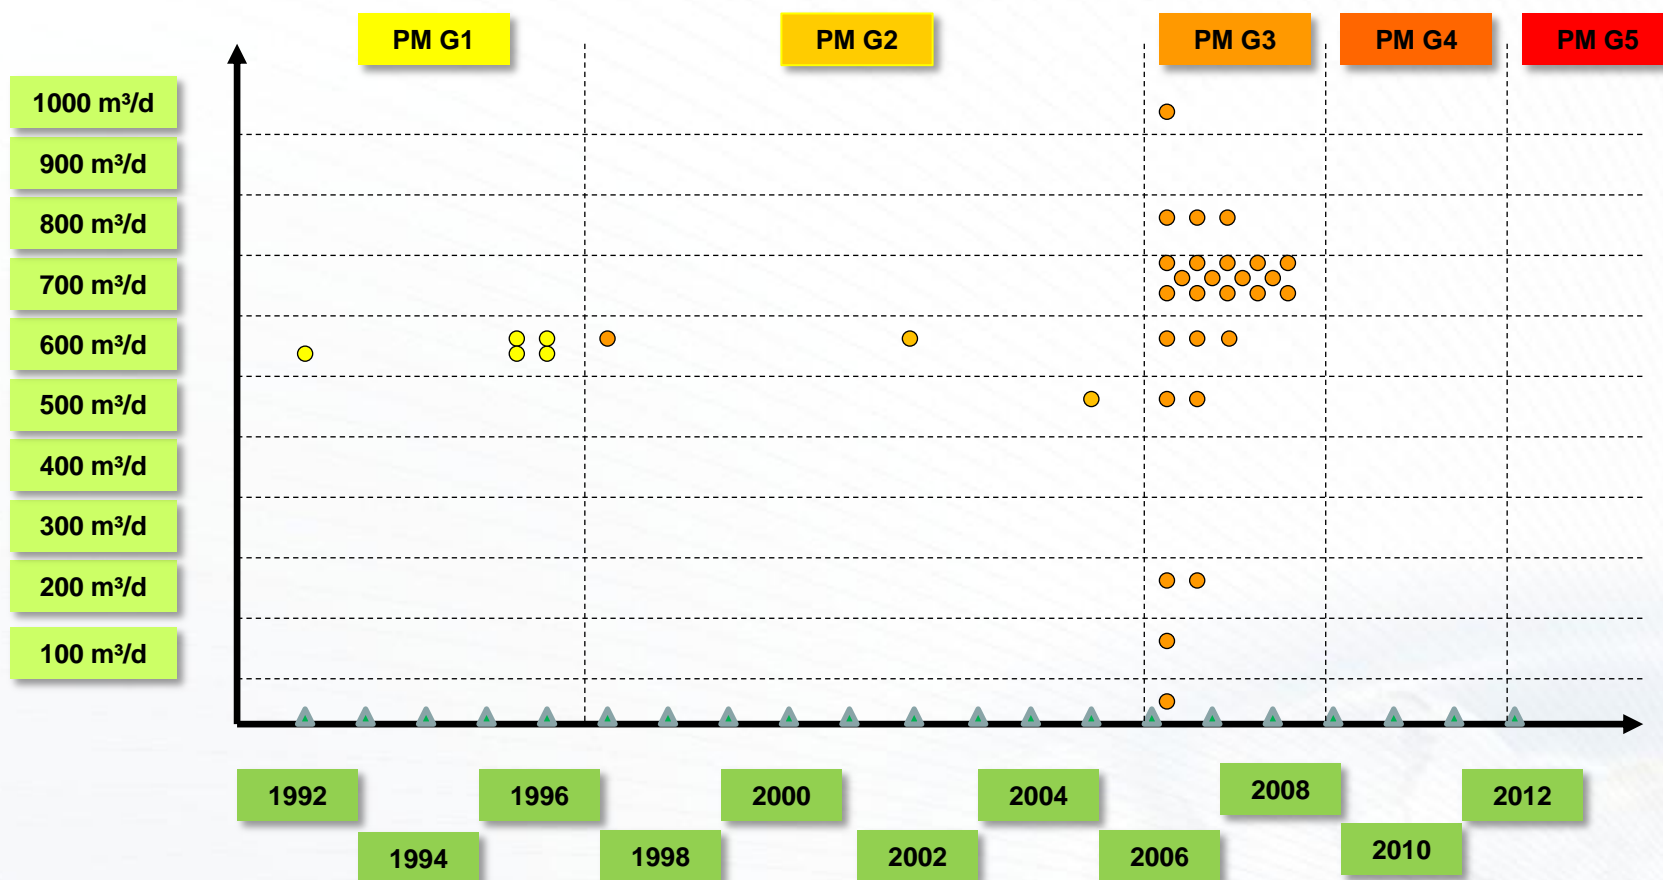 PM G1
PM G2
PM G3
PM G4
PM G5
1000 m³/d
900 m³/d
800 m³/d
700 m³/d
600 m³/d
500 m³/d
400 m³/d
300 m³/d
200 m³/d
100 m³/d
1992
1994
1996
1998
2000
2002
2004
2006
2008
2010
2012